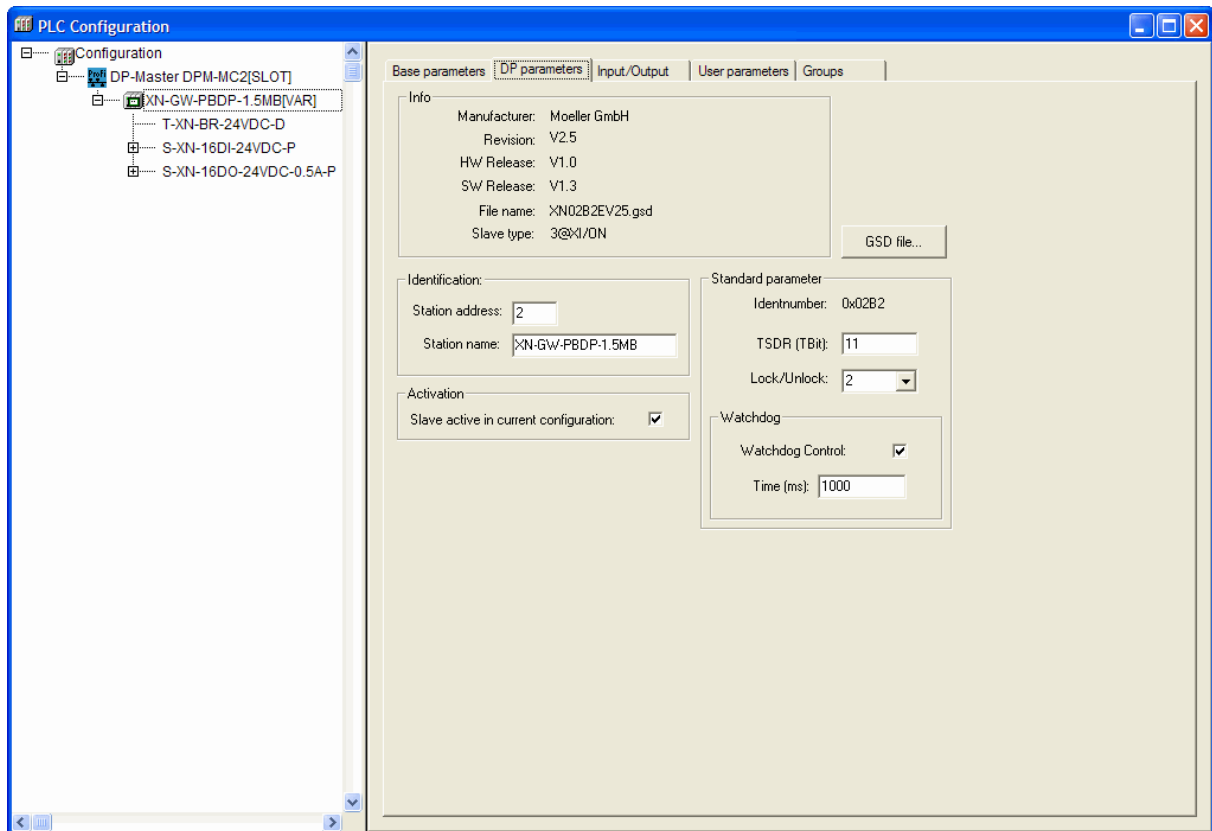 PLC Configuration
Configuration
DP-Master DPM-MC2[SLOT]
XN-GW-PBDP-1.5MB[VAR]
T-XN-BR-24VDC-D
S-XN-16DI-24VDC-P
S-XN-16DO-24VDC-0.5A-P
Base parameters DP parameters Input/Output User parameters Groups
Info
Manufacturer: Moeller GmbH
Revision: V2.5
HW Release: V1.0
SW Release: V1.3
File name: XN02B2EV25.gsd
Slave type: 3@XI/ON
GSD file...
Identification:
Station address: 2
Station name: XN-GW-PBDP-1.5MB
Activation
Slave active in current configuration:
Standard parameter
Identnumber: 0x02B2
TSDR (TBit): 11
Lock/Unlock: 2
Watchdog
Watchdog Control:
Time (ms): 1000